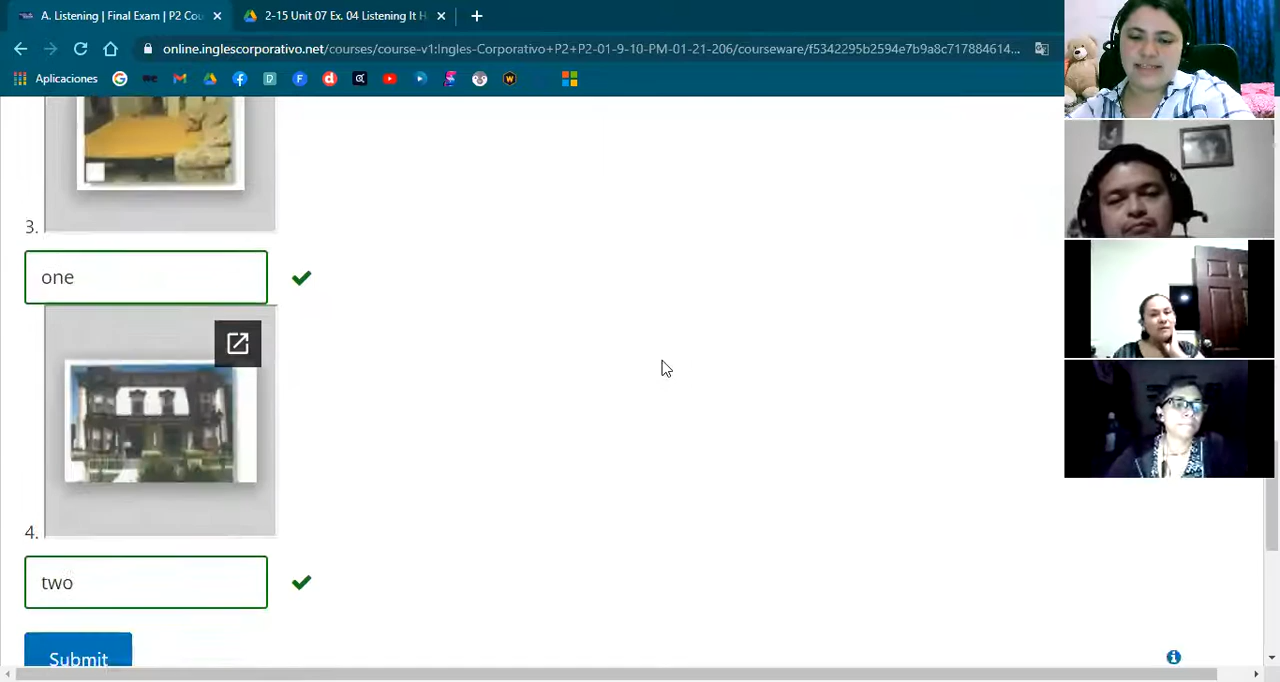 A. Listening | Final Exam | P2 Cou
2-15 Unit 07 Ex. 04 Listening It H
online.inglescorporativo.net/courses/course-v1:Ingles-Corporativo+P2+P2-01-9-10-PM-01-21-206/courseware/f5342295b2594e7b9a8c717884614...
Aplicaciones
3.
one
4.
two
Submit